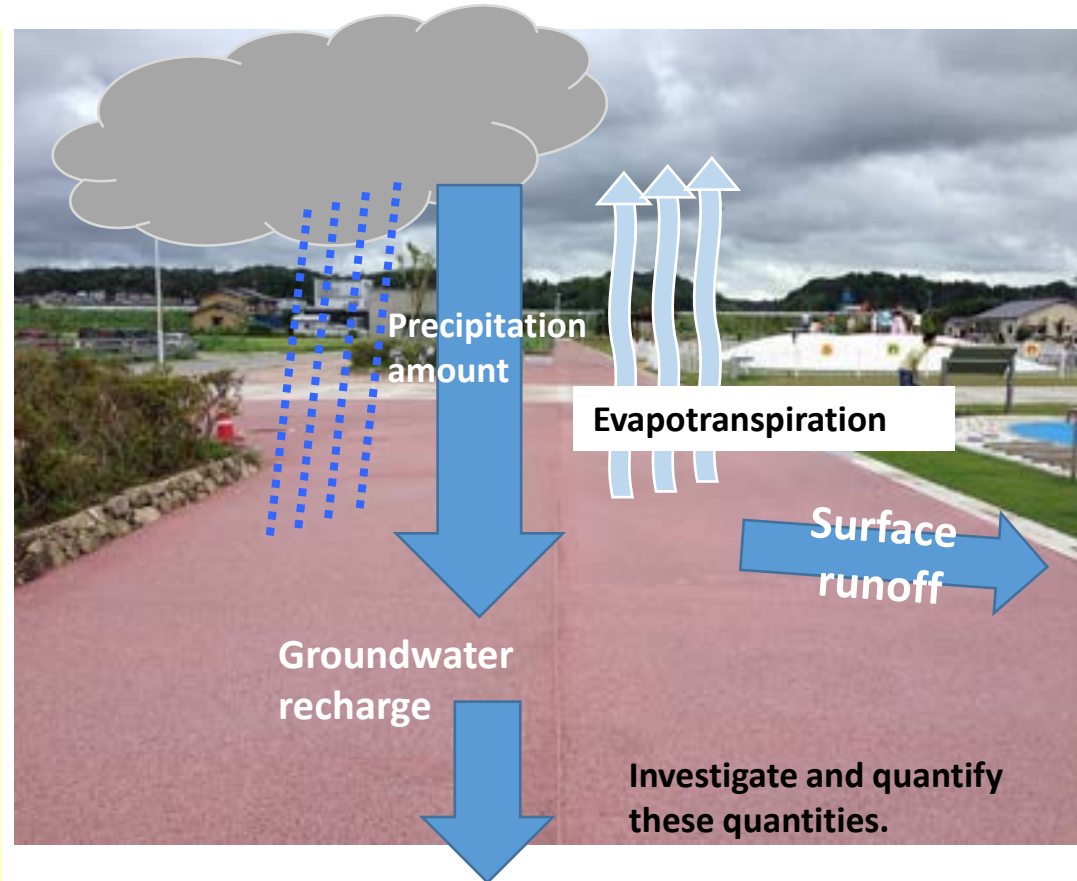 Precipitation
amount
Evapotranspiration
Surface
runoff
Groundwater
recharge
Investigate and quantify
these quantities.